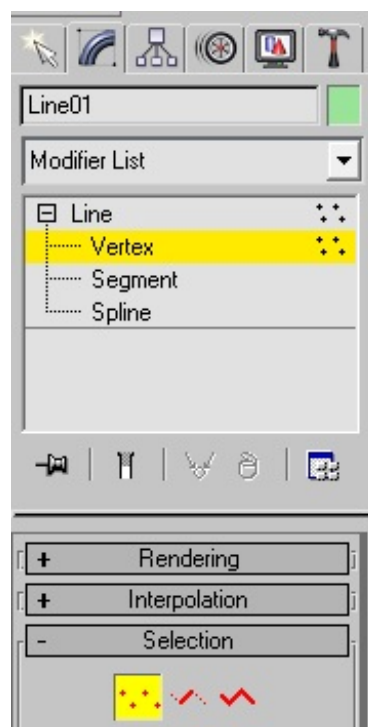 Line01
Modifier List
Line
Vertex
Segment
Spline
+ Rendering
+ Interpolation
- Selection